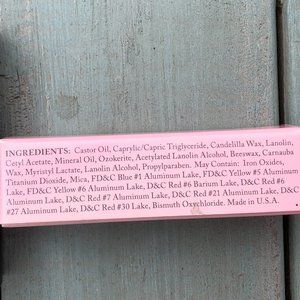 INGREDIENTS: Castor Oil, Caprylic/Capric Triglyceride, Candelilla Wax, Lanolin,
Cetyl Acetate, Mineral Oil, Ozokerite, Acetylated Lanolin Alcohol, Beeswax, Carnauba
Wax, Myristyl Lactate, Lanolin Alcohol, Propylparaben. May Contain: Iron Oxides,
Titanium Dioxide, Mica, FD&C Blue #1 Aluminum Lake, FD&C Yellow #5 Aluminum
Lake, FD&C Yellow #6 Aluminum Lake, D&C Red #6 Barium Lake, D&C Red #6
Lake, D&C Red #7 Aluminum Lake, D&C Red #21 Aluminum Lake, D&C
#27 Aluminum Lake, D&C Red #30 Lake, Bismuth Oxychloride. Made in U.S.A.